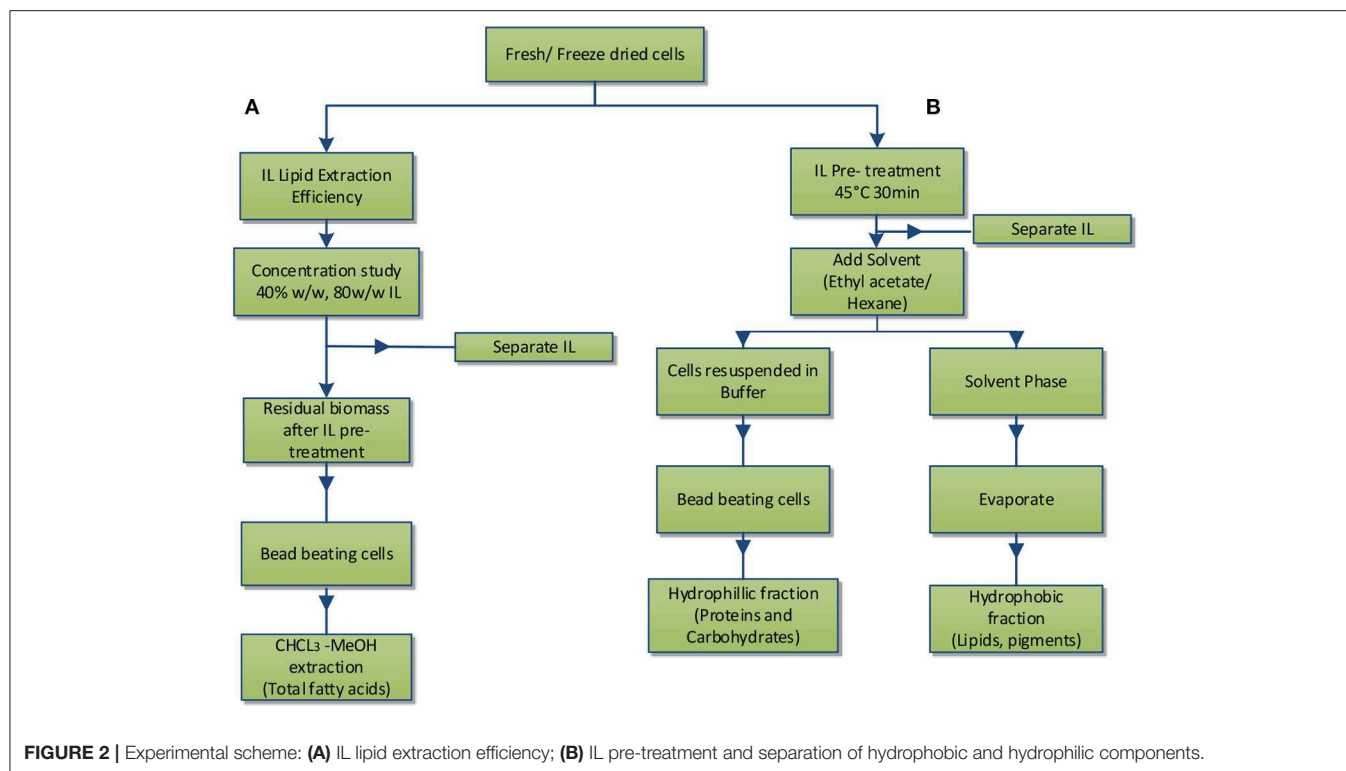 Fresh/ Freeze dried cells
A
B
IL Lipid Extraction
Efficiency
Concentration study
40% w/w, 80w/w IL
Separate IL
Residual biomass
after IL pre-
treatment
Bead beating cells
CHCL₃ -MeOH
extraction
(Total fatty acids)
IL Pre- treatment
45°C 30min
Separate IL
Add Solvent
(Ethyl acetate/
Hexane)
Cells resuspended in
Buffer
Bead beating cells
Hydrophillic fraction
(Proteins and
Carbohydrates)
Solvent Phase
Evaporate
Hydrophobic
fraction
(Lipids, pigments)
FIGURE 2 | Experimental scheme: (A) IL lipid extraction efficiency; (B) IL pre-treatment and separation of hydrophobic and hydrophilic components.